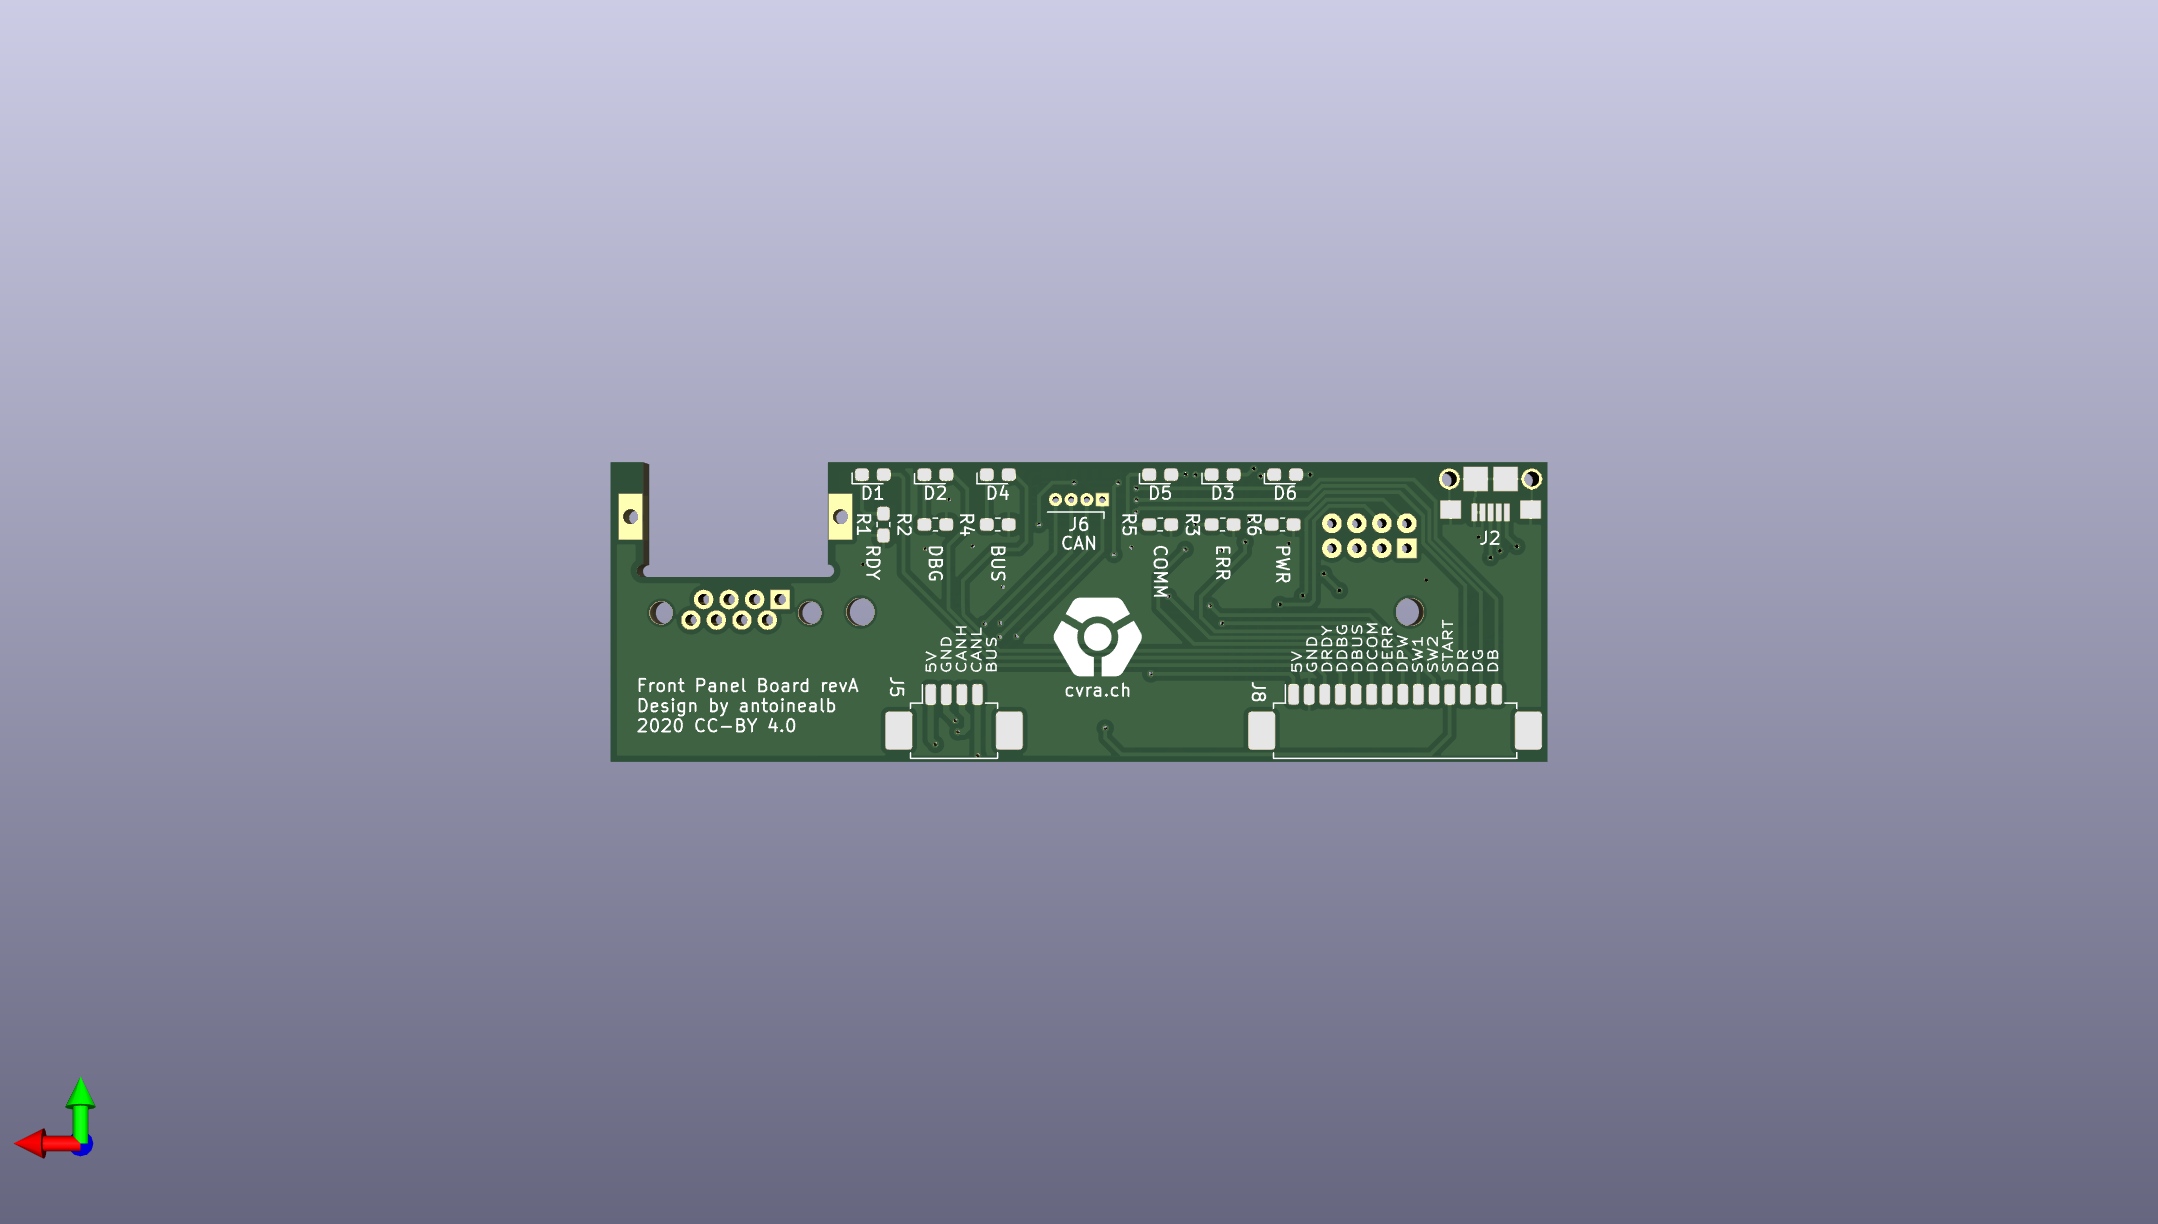 D1
D2
D4
D5
D3
D6
R1
R2
R4
J6
CAN
R5
R3
R6
J2
RDY
DBG
BUS
COMM
ERR
PWR
5V
GND
CANH
CANL
BUS
5V
GND
DRDY
DDBG
DBUS
DCOM
DERR
DPW
SW1
SW2
START
DR
DG
DB
J5
J8
cvra.ch
Front Panel Board revA
Design by antoinealb
2020 CC-BY 4.0